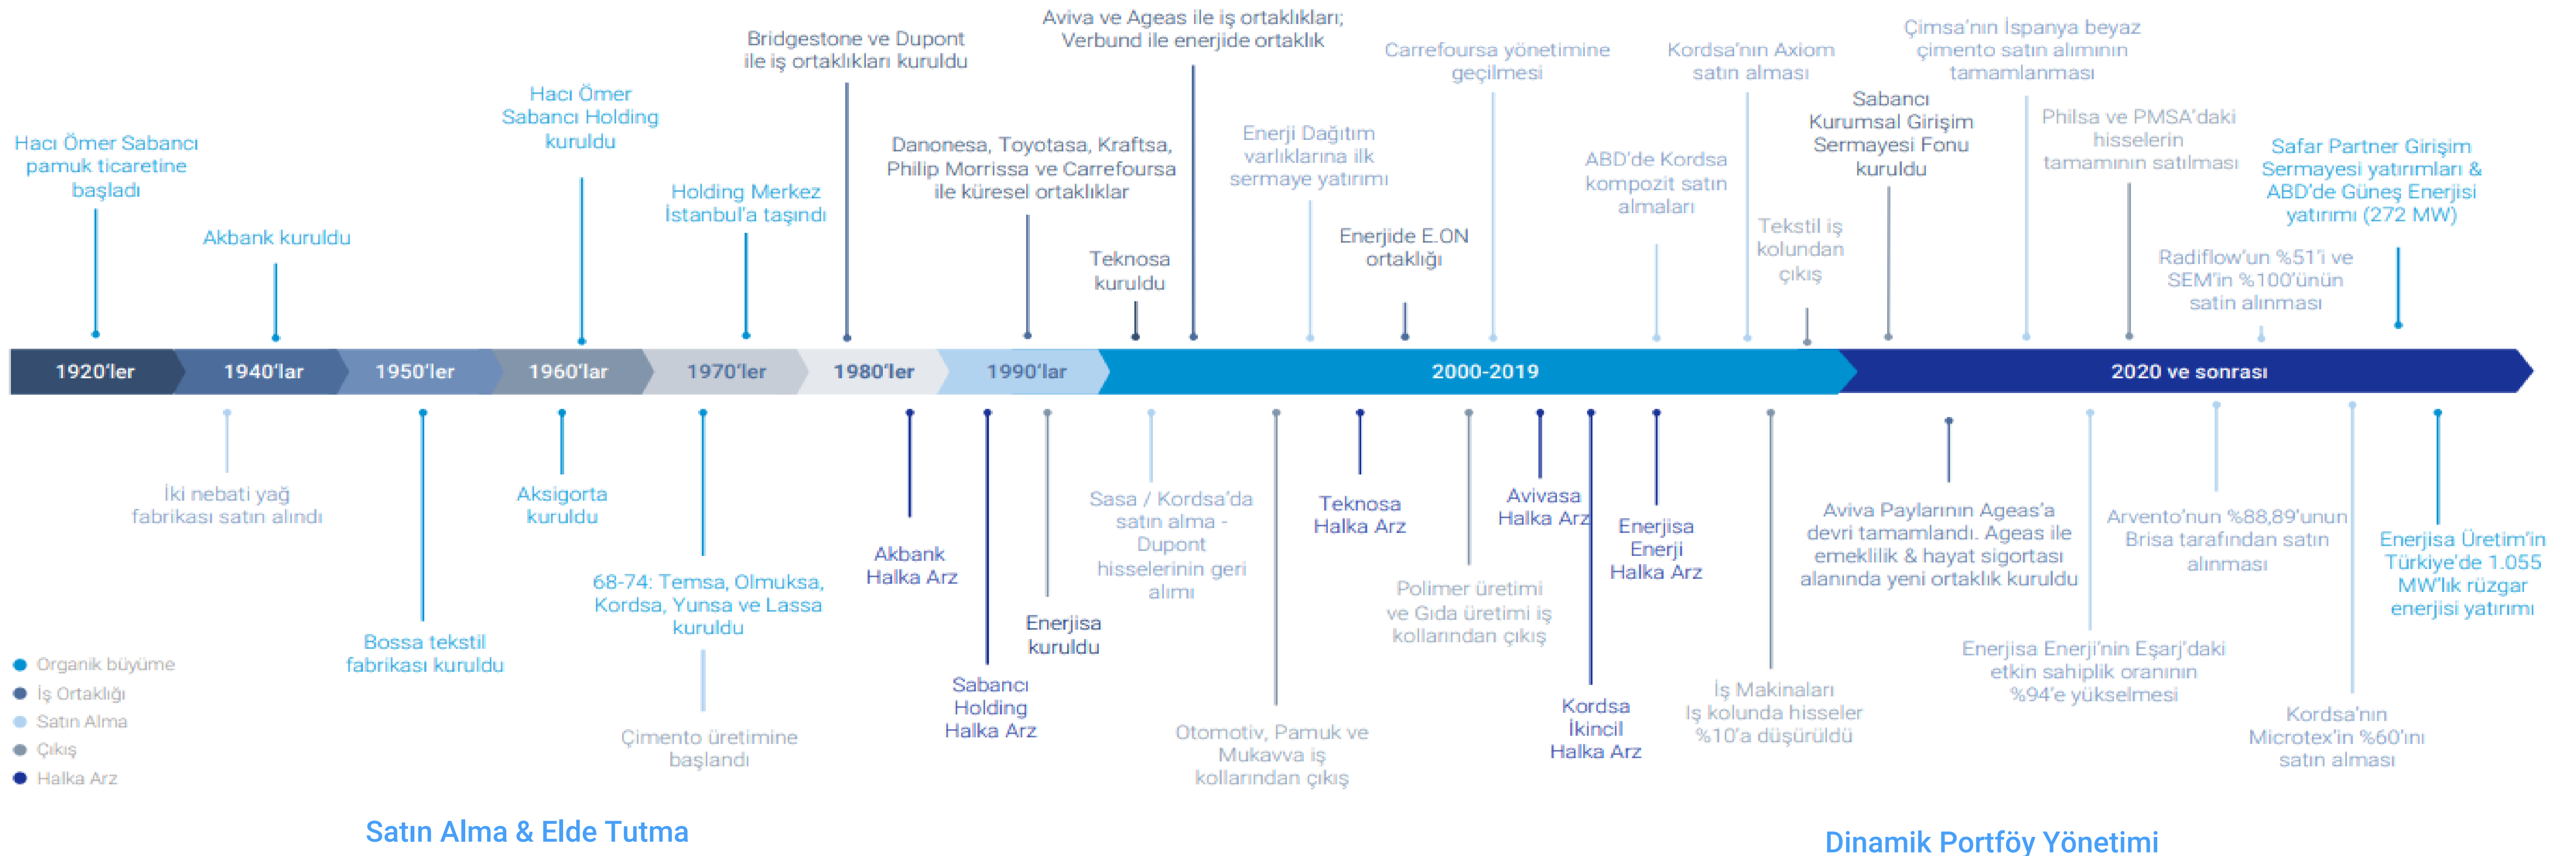 Hacı Ömer Sabancı
pamuk ticaretine
başladı
Akbank kuruldu
Hacı Ömer
Sabancı Holding
kuruldu
Holding Merkez
İstanbul'a taşındı
Bridgestone ve Dupont
ile iş ortaklıkları kuruldu
Danonesa, Toyotasa, Kraftsa,
Philip Morrissa ve Carrefoursa
ile küresel ortaklıklar
Teknosa
kuruldu
Aviva ve Ageas ile iş ortaklıkları;
Verbund ile enerjide ortaklık
Enerji Dağıtım
varlıklarına ilk
sermaye yatırımı
Enerjide E.ON
ortaklığı
Carrefoursa yönetimine
geçilmesi
ABD'de Kordsa
kompozit satın
almaları
Kordsa'nın Axiom
satın alması
Tekstil iş
kolundan
çıkış
Sabancı
Kurumsal Girişim
Sermayesi Fonu
kuruldu
Çimsa'nın İspanya beyaz
çimento satın alımının
tamamlanması
Philsa ve PMSA'daki
hisselerin
tamamının satılması
Radiflow'un %51'i ve
SEM'in %100'ünün
satin alınması
Safar Partner Girişim
Sermayesi yatırımları &
ABD'de Güneş Enerjisi
yatırımı (272 MW)
1920'ler
1940'lar
1950'ler
1960'lar
1970'ler
1980'ler
1990'lar
2000-2019
2020 ve sonrası
İki nebati yağ
fabrikası satın alındı
Bossa tekstil
fabrikası kuruldu
Aksigorta
kuruldu
68-74: Temsa, Olmuksa,
Kordsa, Yunsa ve Lassa
kuruldu
Çimento üretimine
başlandı
Akbank
Halka Arz
Sabancı
Holding
Halka Arz
Enerjisa
kuruldu
Sasa / Kordsa'da
satın alma -
Dupont
hisselerinin geri
alımı
Otomotiv, Pamuk ve
Mukavva iş
kollarından çıkış
Teknosa
Halka Arz
Polimer üretimi
ve Gıda üretimi iş
kollarından çıkış
Avivasa
Halka Arz
Kordsa
İkincil
Halka Arz
Enerjisa
Enerji
Halka Arz
İş Makinaları
Iş kolunda hisseler
%10'a düşürüldü
Aviva Paylarının Ageas'a
devri tamamlandı. Ageas ile
emeklilik & hayat sigortası
alanında yeni ortaklık kuruldu
Enerjisa Enerji'nin Eşarj'daki
etkin sahiplik oranının
%94'e yükselmesi
Arvento'nun %88,89'unun
Brisa tarafından satın
alınması
Kordsa'nın
Microtex'in %60'ını
satin alması
Enerjisa Üretim'in
Türkiye'de 1.055
MW'lık rüzgar
enerjisi yatırımı
Organik büyüme
İş Ortaklığı
Satın Alma
Çıkış
Halka Arz
Satın Alma & Elde Tutma
Dinamik Portföy Yönetimi